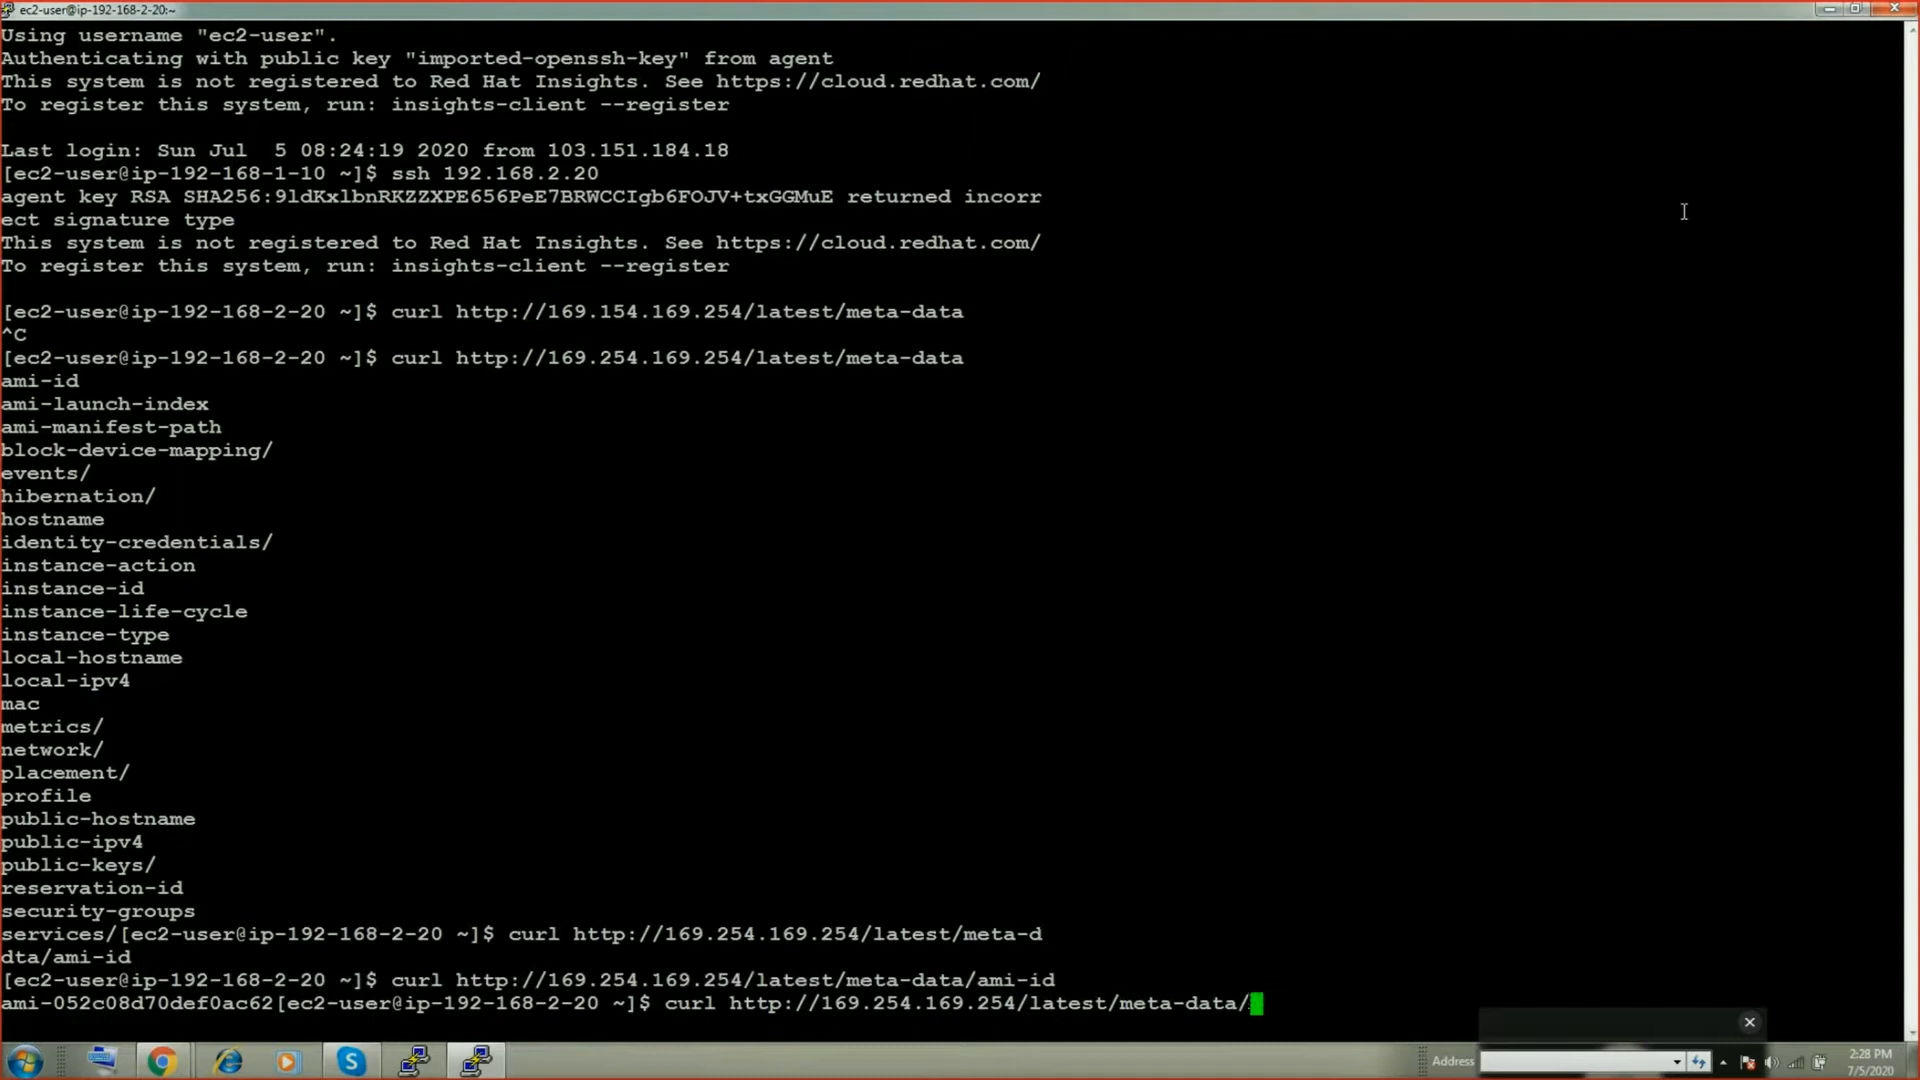 ec2-user@ip-192-168-2-20:~
Using username "ec2-user".
Authenticating with public key "imported-openssh-key" from agent
This system is not registered to Red Hat Insights. See https://cloud.redhat.com/
To register this system, run: insights-client --register
Last login: Sun Jul  5 08:24:19 2020 from 103.151.184.18
[ec2-user@ip-192-168-1-10 ~]$ ssh 192.168.2.20
agent key RSA SHA256:9ldKxlbnRKZZXPE656PeE7BRWCCIgb6FOJV+txGGMuE returned incorr
ect signature type
This system is not registered to Red Hat Insights. See https://cloud.redhat.com/
To register this system, run: insights-client --register
[ec2-user@ip-192-168-2-20 ~]$ curl http://169.154.169.254/latest/meta-data
^C
[ec2-user@ip-192-168-2-20 ~]$ curl http://169.254.169.254/latest/meta-data
ami-id
ami-launch-index
ami-manifest-path
block-device-mapping/
events/
hibernation/
hostname
identity-credentials/
instance-action
instance-id
instance-life-cycle
instance-type
local-hostname
local-ipv4
mac
metrics/
network/
placement/
profile
public-hostname
public-ipv4
public-keys/
reservation-id
security-groups
services/[ec2-user@ip-192-168-2-20 ~]$ curl http://169.254.169.254/latest/meta-d
dta/ami-id
[ec2-user@ip-192-168-2-20 ~]$ curl http://169.254.169.254/latest/meta-data/ami-id
ami-052c08d70def0ac62[ec2-user@ip-192-168-2-20 ~]$ curl http://169.254.169.254/latest/meta-data/
Address
2:28 PM
7/5/2020